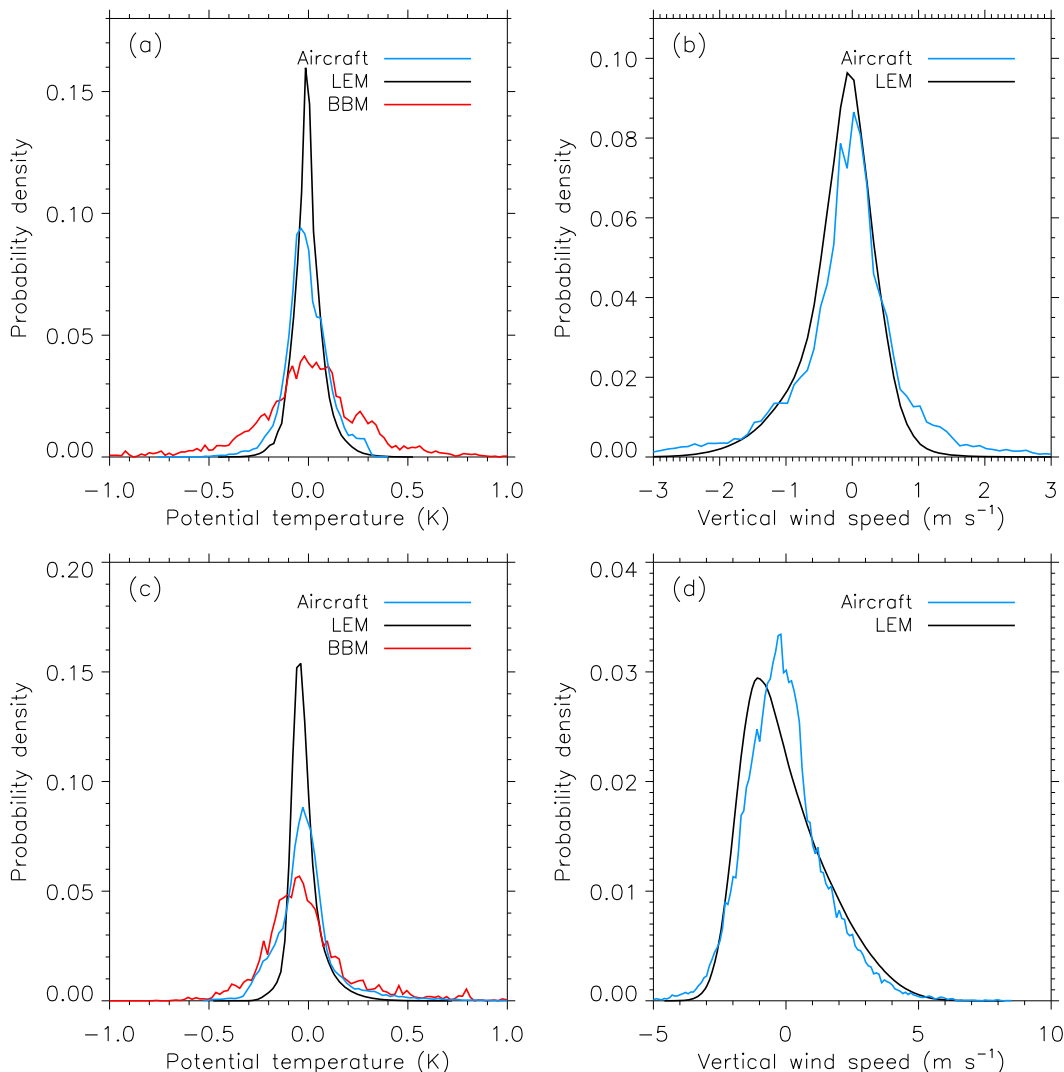 (a)
Aircraft
LEM
BBM
0.15
0.10
0.05
0.00
Probability density
−1.0 −0.5 0.0 0.5 1.0
Potential temperature (K)
(b)
Aircraft
LEM
0.10
0.08
0.06
0.04
0.02
0.00
Probability density
−3 −2 −1 0 1 2 3
Vertical wind speed (m s⁻¹)
(c)
Aircraft
LEM
BBM
0.20
0.15
0.10
0.05
0.00
Probability density
−1.0 −0.5 0.0 0.5 1.0
Potential temperature (K)
(d)
Aircraft
LEM
0.04
0.03
0.02
0.01
0.00
Probability density
−5 0 5 10
Vertical wind speed (m s⁻¹)